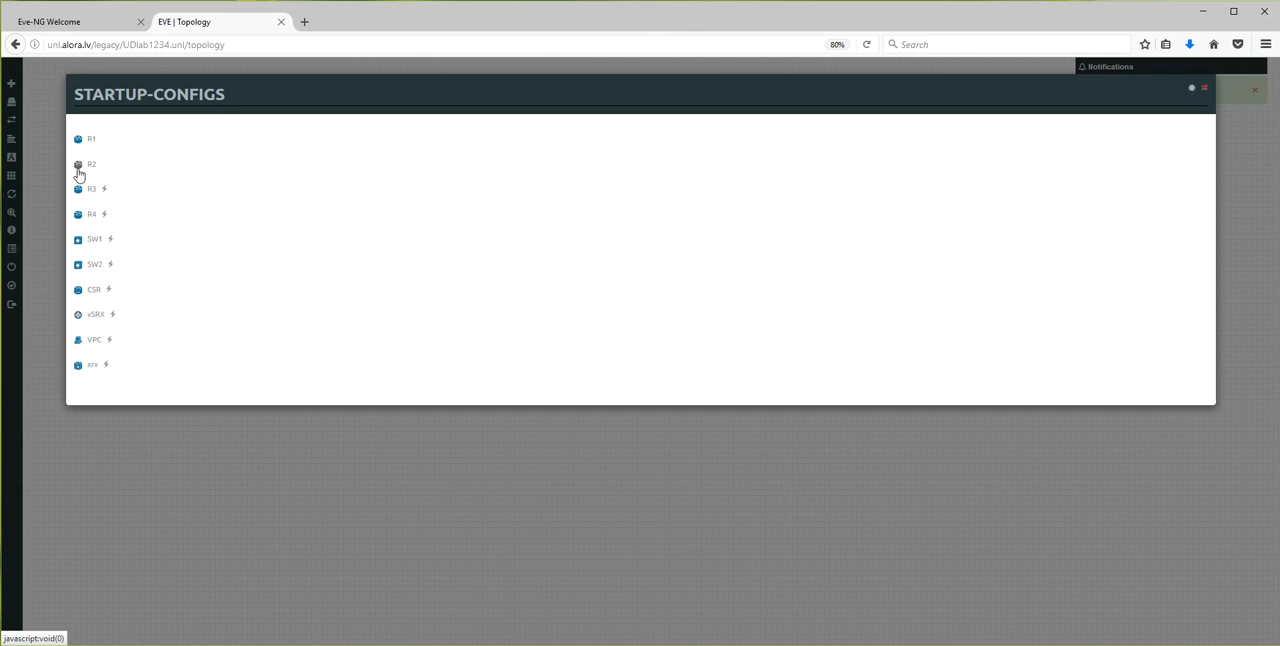 Eve-NG Welcome
EVE | Topology
unl.alora.lv/legacy/UDlab1234.unl/topology
80%
Search
Notifications
STARTUP-CONFIGS
R1
R2
R3
R4
SW1
SW2
CSR
vSRX
VPC
xrv
javascript:void(0)